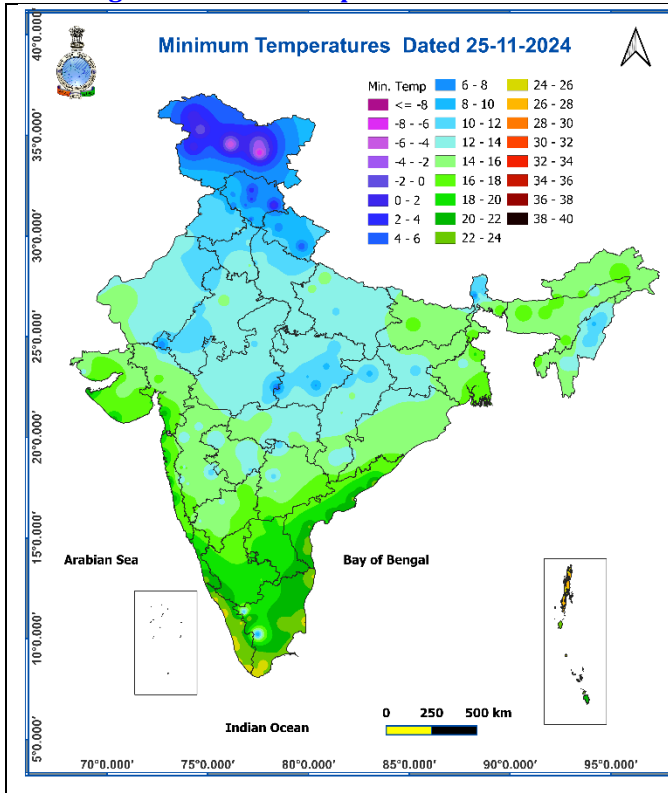 Minimum Temperatures Dated 25-11-2024
Min. Temp
<= -8
-8 - -6
-6 - -4
-4 - -2
-2 - 0
0 - 2
2 - 4
4 - 6
6 - 8
8 - 10
10 - 12
12 - 14
14 - 16
16 - 18
18 - 20
20 - 22
22 - 24
24 - 26
26 - 28
28 - 30
30 - 32
32 - 34
34 - 36
36 - 38
38 - 40
40°0.000'
35°0.000'
30°0.000'
25°0.000'
20°0.000'
15°0.000'
10°0.000'
5°0.000'
Arabian Sea
Bay of Bengal
Indian Ocean
0 250 500 km
70°0.000' 75°0.000' 80°0.000' 85°0.000' 90°0.000' 95°0.000'